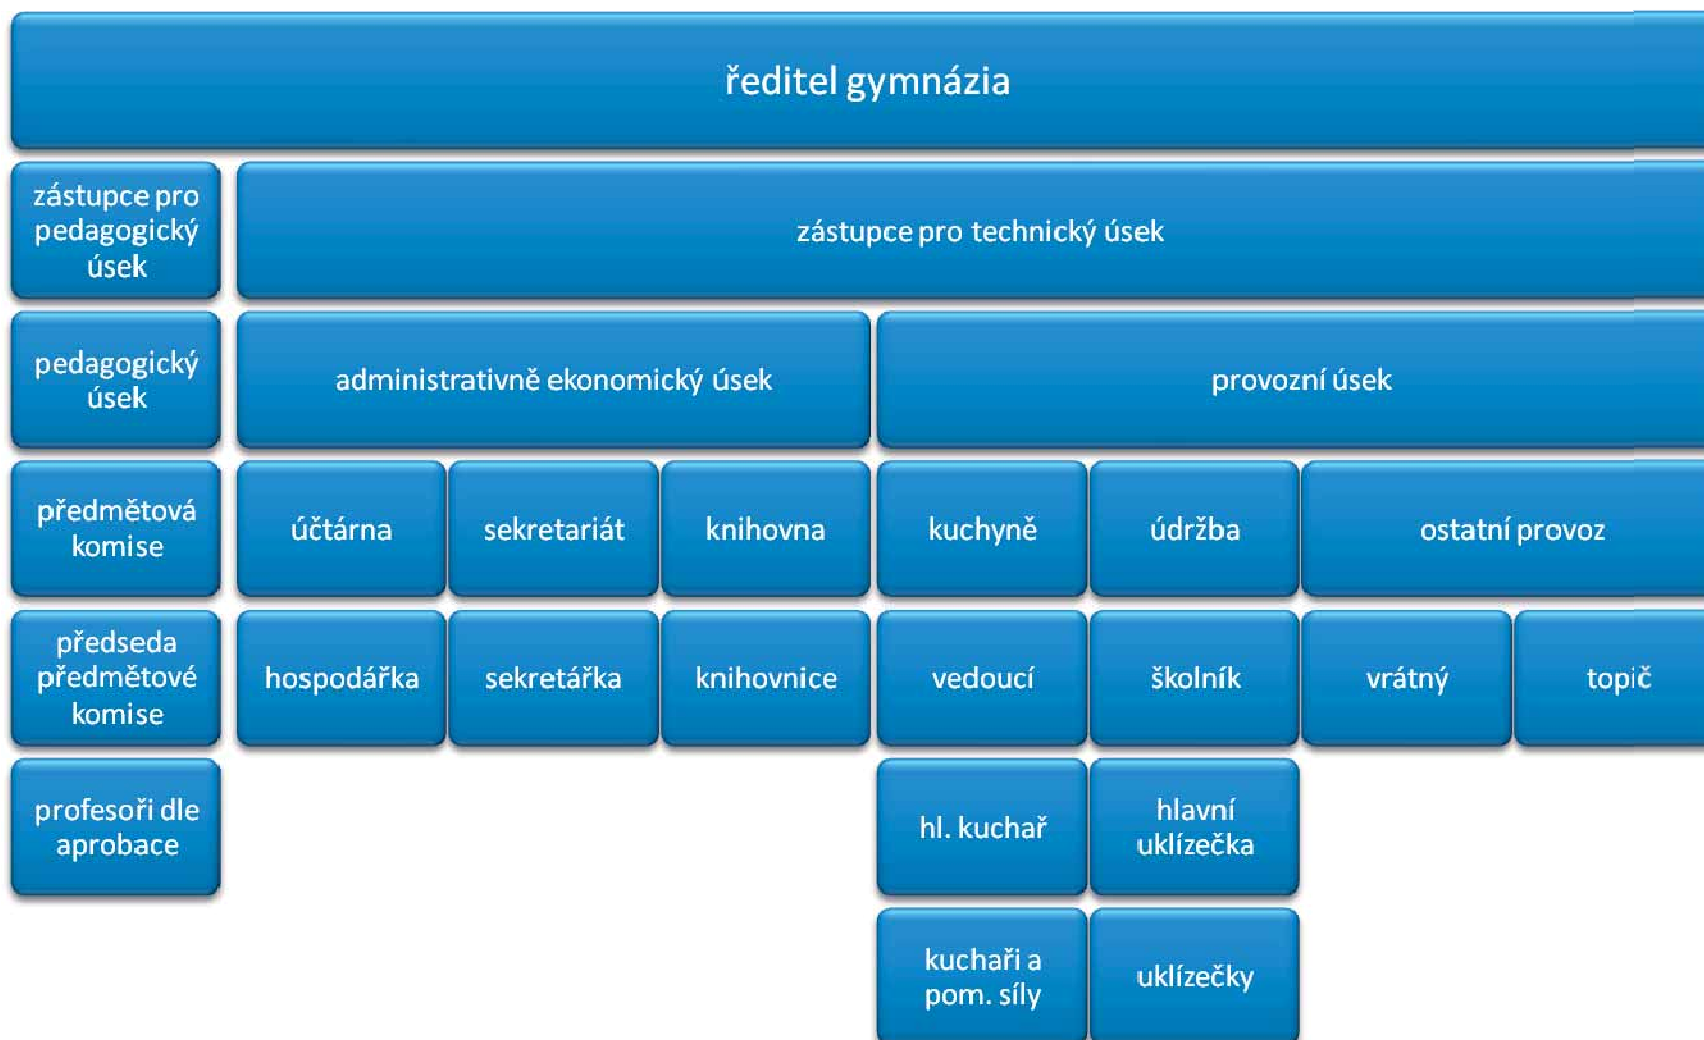 ředitel gymnázia
zástupce pro
pedagogický
úsek
zástupce pro technický úsek
pedagogický
úsek
administrativně ekonomický úsek
provozní úsek
předmětová
komise
účtárna
sekretariát
knihovna
kuchyně
údržba
ostatní provoz
předseda
předmětové
komise
hospodářka
sekretářka
knihovnice
vedoucí
školník
vrátný
topič
profesoři dle
aprobace
hl. kuchař
hlavní
uklízečka
kuchaři a
pom. síly
uklízečky